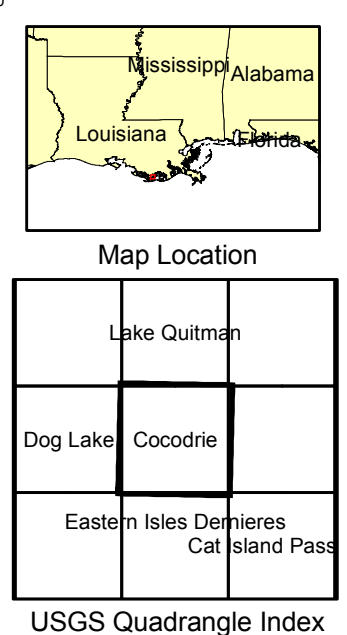 Mississippi
Alabama
Louisiana
Florida
Map Location
Lake Quitman
Dog Lake
Cocodrie
Eastern Isles Dernieres
Cat Island Pass
USGS Quadrangle Index